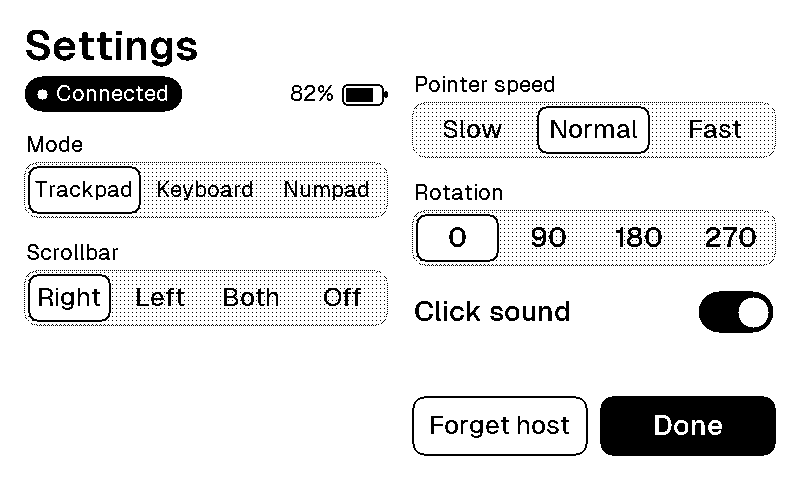 Settings
Connected
82%
Mode
Trackpad Keyboard Numpad
Scrollbar
Right Left Both Off
Pointer speed
Slow Normal Fast
Rotation
0 90 180 270
Click sound
Forget host Done